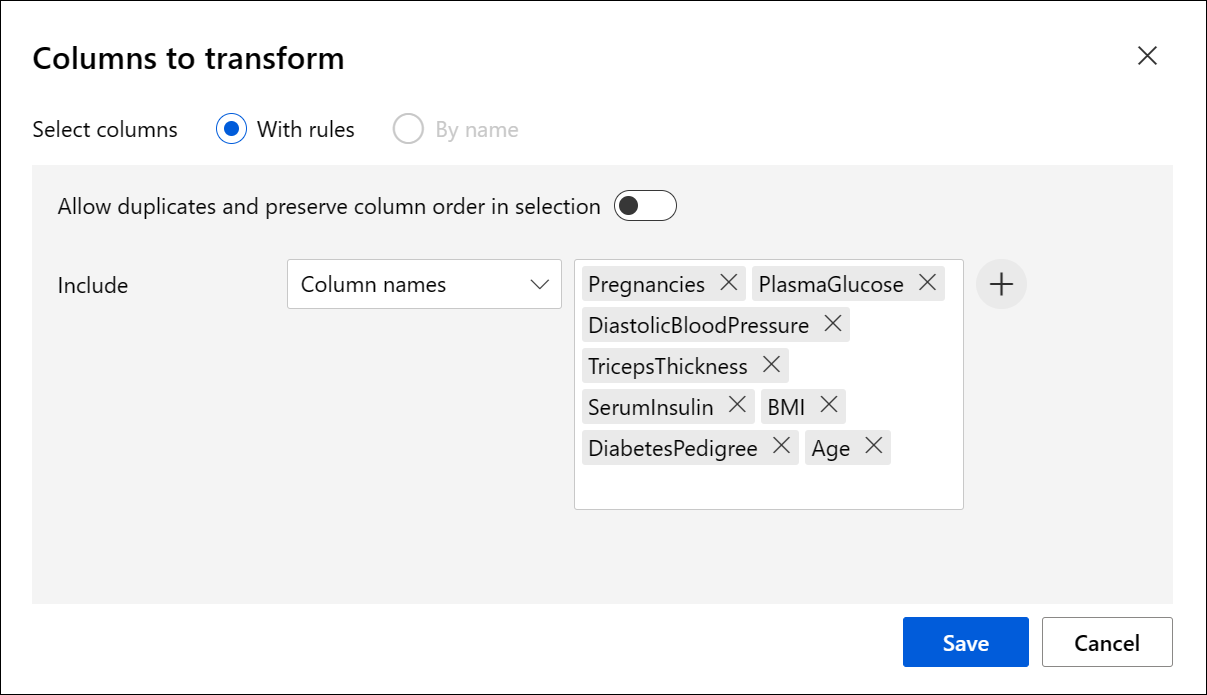 Columns to transform
Select columns With rules By name
Allow duplicates and preserve column order in selection
Include Column names Pregnancies PlasmaGlucose
DiastolicBloodPressure
TricepsThickness
SerumInsulin BMI
DiabetesPedigree Age
Save Cancel